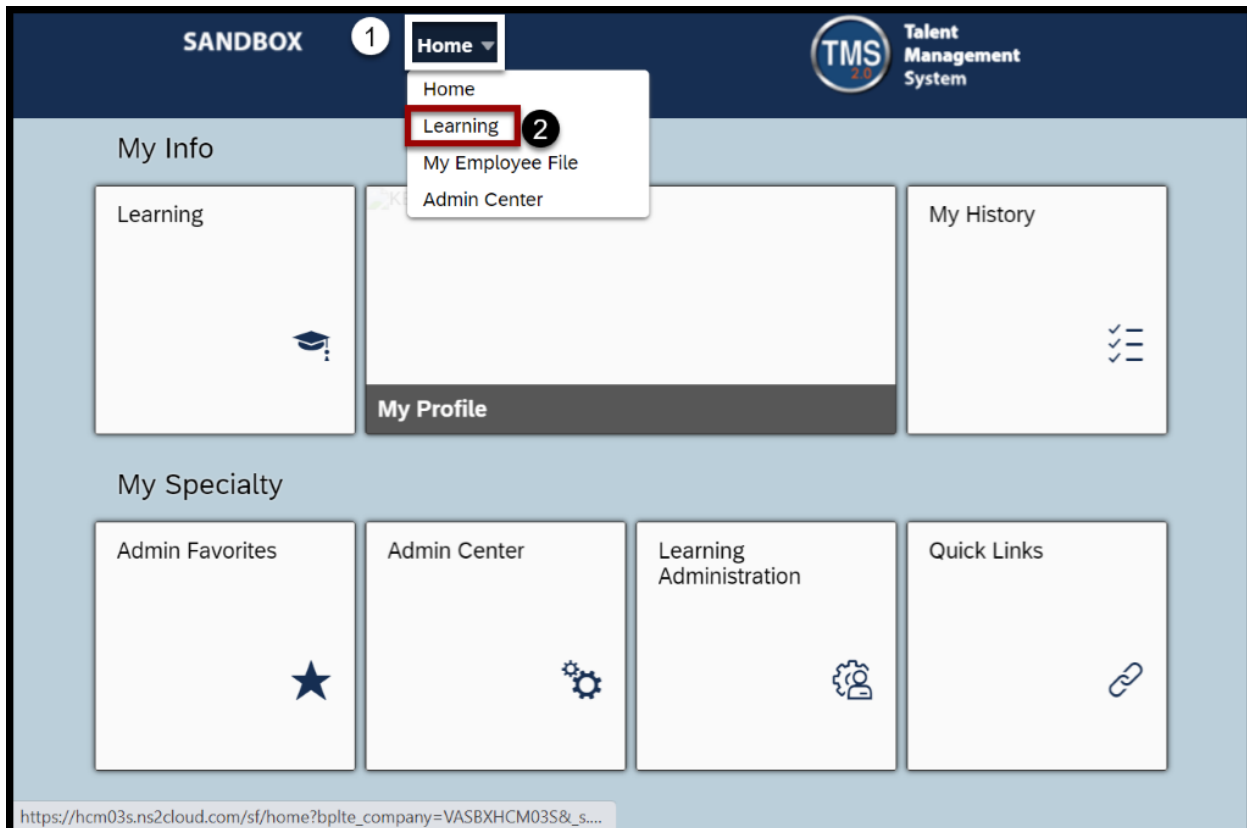 SANDBOX
1
Home
TMS
2.0
Talent
Management
System
Home
Learning
2
My Employee File
Admin Center
My Info
Learning
My Profile
My History
My Specialty
Admin Favorites
Admin Center
Learning
Administration
Quick Links
https://hcm03s.ns2cloud.com/sf/home?bplte_company=VASBXHCM03S&_s....